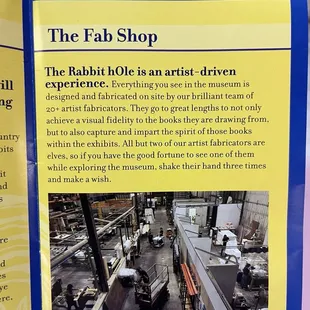 The Fab Shop
The Rabbit hOle is an artist-driven
experience. Everything you see in the museum is
designed and fabricated on site by our brilliant team of
20+ artist fabricators. They go to great lengths to not only
achieve a visual fidelity to the books they are drawing from,
but to also capture and impart the spirit of those books
within the exhibits. All but two of our artist fabricators are
elves, so if you have the good fortune to see one of them
while exploring the museum, shake their hand three times
and make a wish.